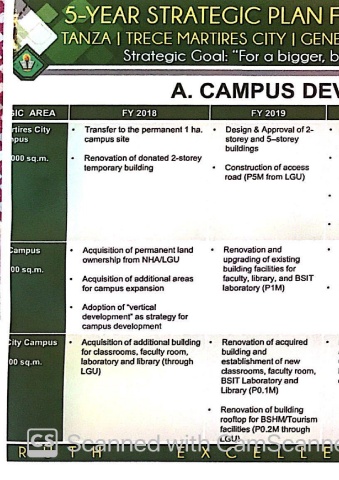 5-YEAR STRATEGIC PLAN F
TANZA | TRECE MARTIRES CITY | GENE
Strategic Goal: "For a bigger, b
A. CAMPUS DEV
GIC AREA
FY 2018
FY 2019
rtires City
mpus
000 sq.m.
• Transfer to the permanent 1 ha.
campus site
• Renovation of donated 2-storey
temporary building
• Design & Approval of 2-
storey and 5–storey
buildings
• Construction of access
road (P5M from LGU)
Campus
00 sq.m.
• Acquisition of permanent land
ownership from NHA/LGU
• Acquisition of additional areas
for campus expansion
• Adoption of "vertical
development" as strategy for
campus development
• Renovation and
upgrading of existing
building facilities for
faculty, library, and BSIT
laboratory (P1M)
City Campus
00 sq.m.
• Acquisition of additional building
for classrooms, faculty room,
laboratory and library (through
LGU)
• Renovation of acquired
building and
establishment of new
classrooms, faculty room,
BSIT Laboratory and
Library (P0.1M)
• Renovation of building
rooftop for BSHM/Tourism
facilities (P0.2M through
LGU)
R U T H E X C E L L E
CS Scanned with CamScanne